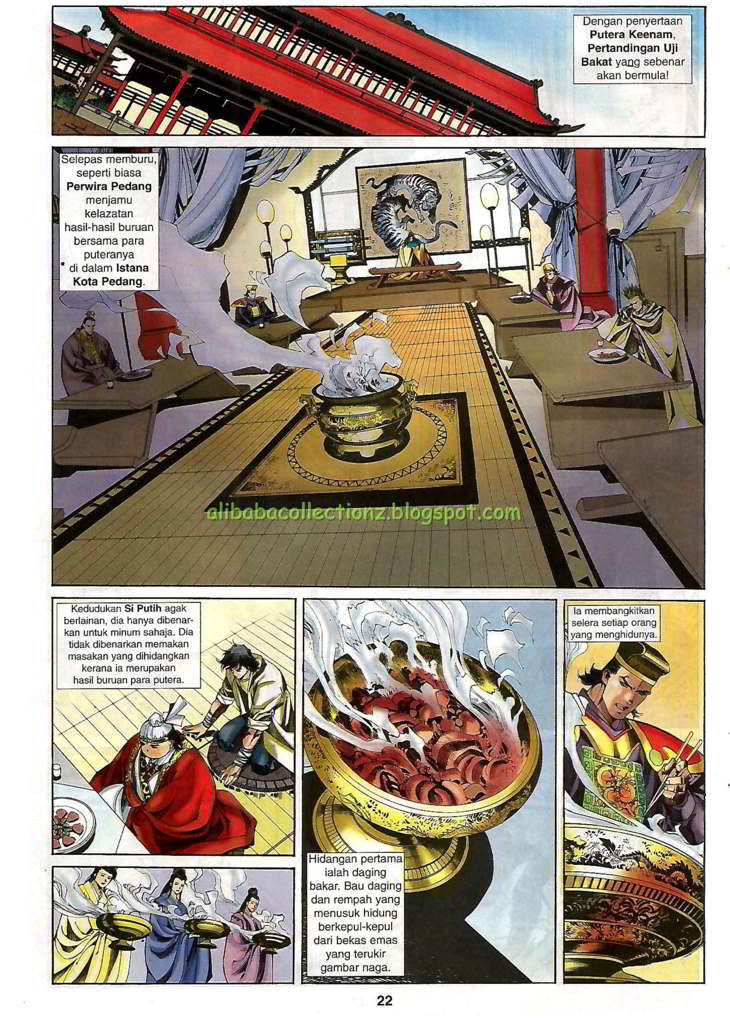 Dengan penyertaan
Putera Keenam,
Pertandingan Uji
Bakat yang sebenar
akan bermula!
Selepas memburu,
seperti biasa
Perwira Pedang
menjamu
kelazatan
hasil-hasil buruan
bersama para
puteranya
di dalam Istana
Kota Pedang.
alibabacollectionz.blogspot.com
Kedudukan Si Putih agak
berlainan, dia hanya dibenar-
kan untuk minum sahaja. Dia
tidak dibenarkan memakan
masakan yang dihidangkan
kerana ia merupakan
hasil buruan para putera.
Hidangan pertama
ialah daging
bakar. Bau daging
dan rempah yang
menusuk hidung
berkepul-kepul
dari bekas emas
yang terukir
gambar naga.
Ia membangkitkan
selera setiap orang
yang menghidunya.
22